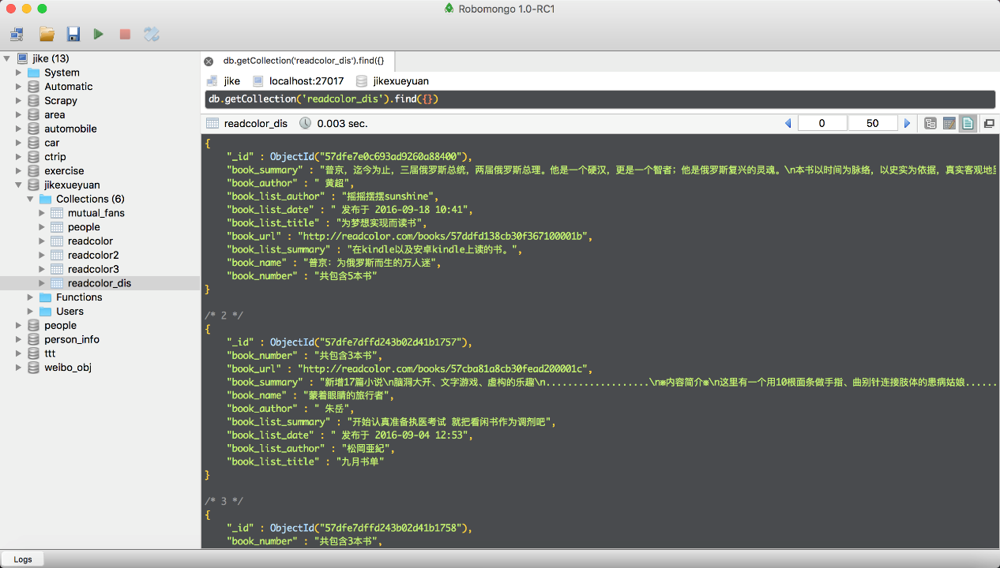 Robomongo 1.0-RC1
jike (13)
System
Automatic
Scrapy
area
automobile
car
ctrip
exercise
jikexueyuan
Collections (6)
mutual_fans
people
readcolor
readcolor2
readcolor3
readcolor_dis
Functions
Users
people
person_info
ttt
weibo_obj
db.getCollection('readcolor_dis').find({}
jike localhost:27017 jikexueyuan
db.getCollection('readcolor_dis').find({})
readcolor_dis 0.003 sec. 0 50
{
"_id" : ObjectId("57dfe7e0c693ad9260a88400"),
"book_summary" : "普京，迄今为止，三届俄罗斯总统，两届俄罗斯总理。他是一个硬汉，更是一个智者；他是俄罗斯复兴的灵魂。\n本书以时间为脉络，以史实为依据，真实客观地
"book_author" : " 黄超",
"book_list_author" : "摇摇摆摆sunshine",
"book_list_date" : " 发布于 2016-09-18 10:41",
"book_list_title" : "为梦想实现而读书",
"book_url" : "http://readcolor.com/books/57ddfd138cb30f367100001b",
"book_list_summary" : "在kindle以及安卓kindle上读的书。",
"book_name" : "普京：为俄罗斯而生的万人迷",
"book_number" : "共包含5本书"
}
/* 2 */
{
"_id" : ObjectId("57dfe7dffd243b02d41b1757"),
"book_number" : "共包含3本书",
"book_url" : "http://readcolor.com/books/57cba81a8cb30fead200001c",
"book_summary" : "新增17篇小说\n脑洞大开、文字游戏、虚构的乐趣\n...................\n※内容简介※\n这里有一个用10根面条做手指、曲别针连接肢体的患病姑娘......
"book_name" : "蒙着眼睛的旅行者",
"book_author" : " 朱岳",
"book_list_summary" : "开始认真准备执医考试 就把看闲书作为调剂吧",
"book_list_date" : " 发布于 2016-09-04 12:53",
"book_list_author" : "松岡亜紀",
"book_list_title" : "九月书单"
}
/* 3 */
{
"_id" : ObjectId("57dfe7dffd243b02d41b1758"),
"book_number" : "共包含3本书",
Logs